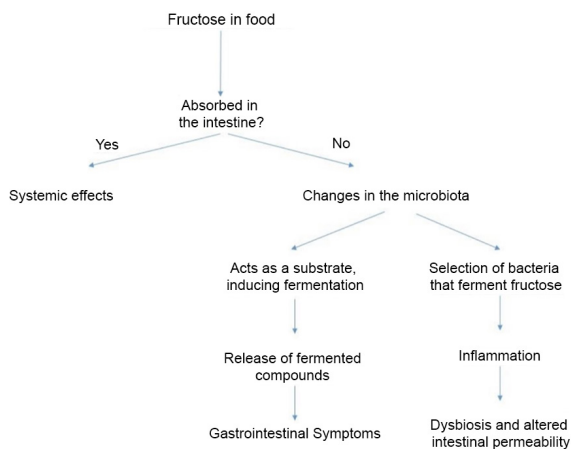 Fructose in food
Absorbed in
the intestine?
Yes
No
Systemic effects
Changes in the microbiota
Acts as a substrate,
inducing fermentation
Selection of bacteria
that ferment fructose
Release of fermented
compounds
Inflammation
Gastrointestinal Symptoms
Dysbiosis and altered
intestinal permeability